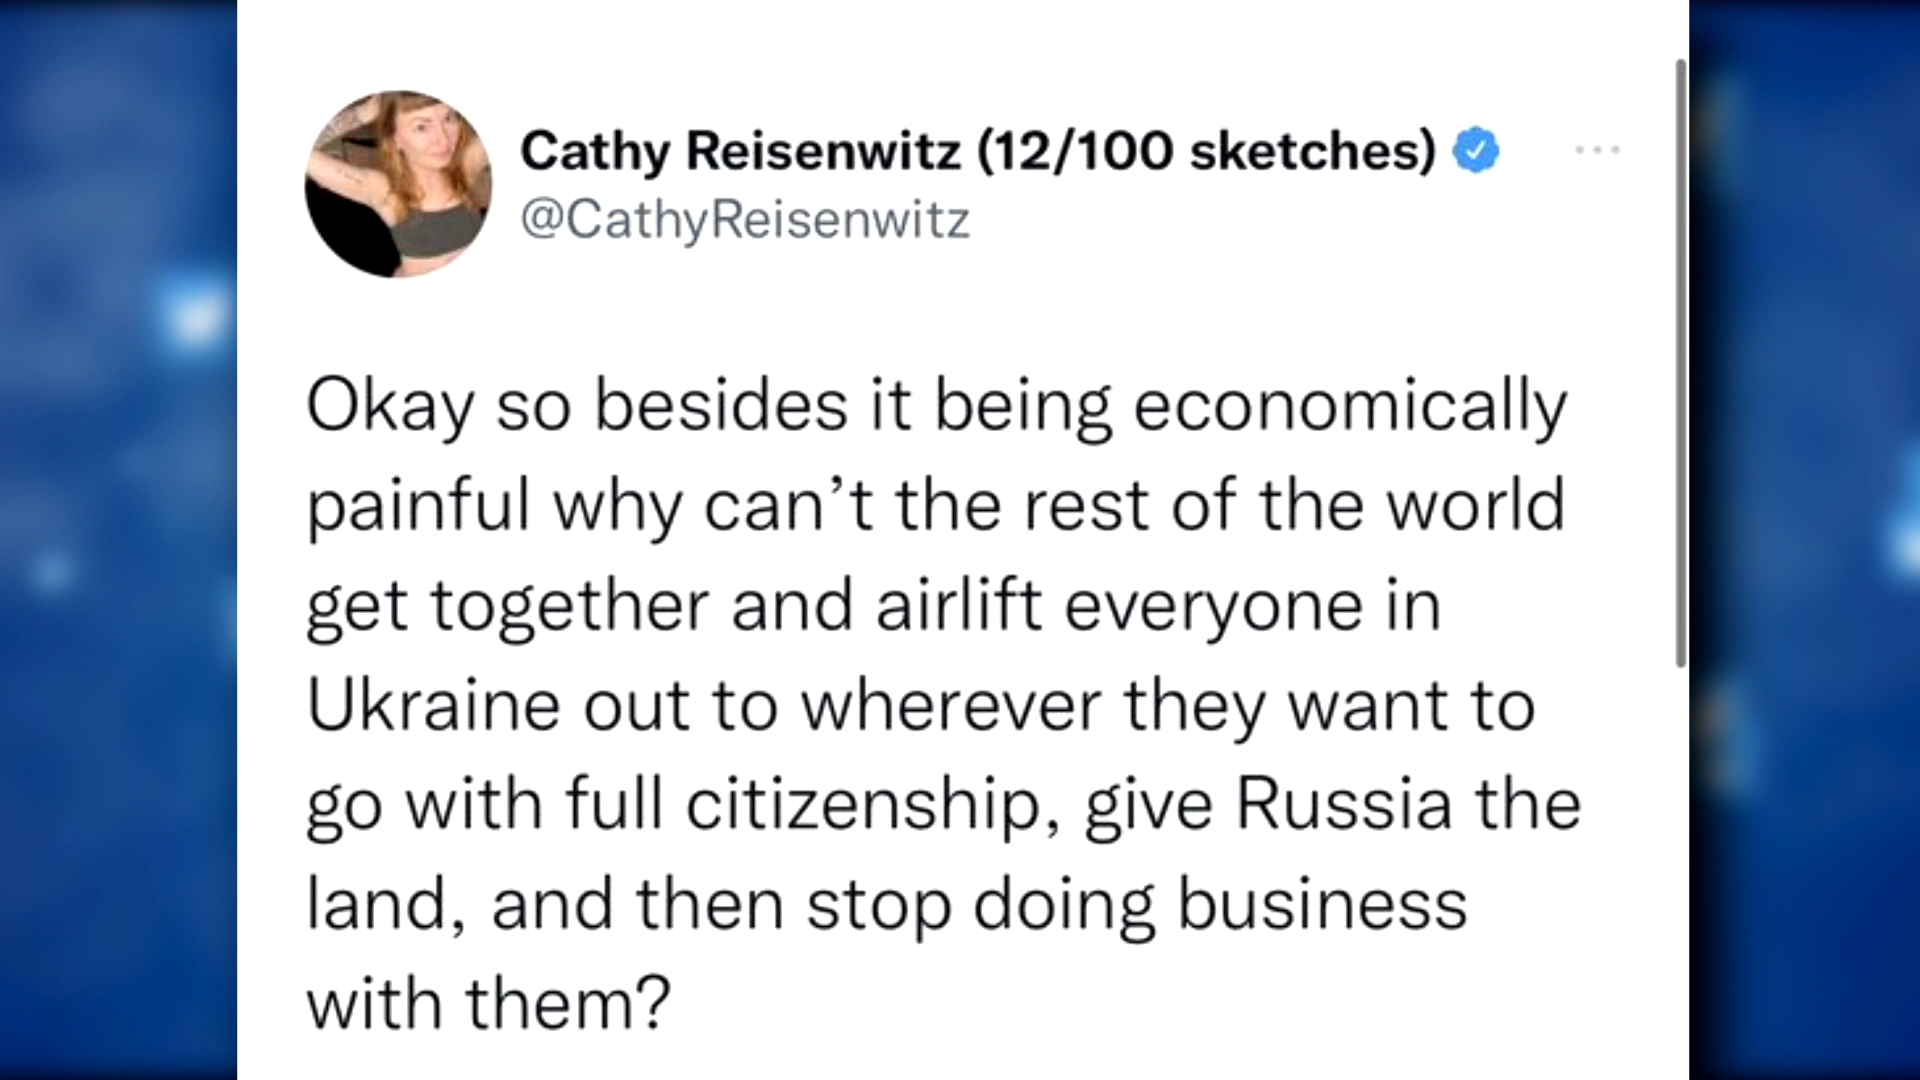 Cathy Reisenwitz (12/100 sketches)
@CathyReisenwitz
Okay so besides it being economically
painful why can’t the rest of the world
get together and airlift everyone in
Ukraine out to wherever they want to
go with full citizenship, give Russia the
land, and then stop doing business
with them?